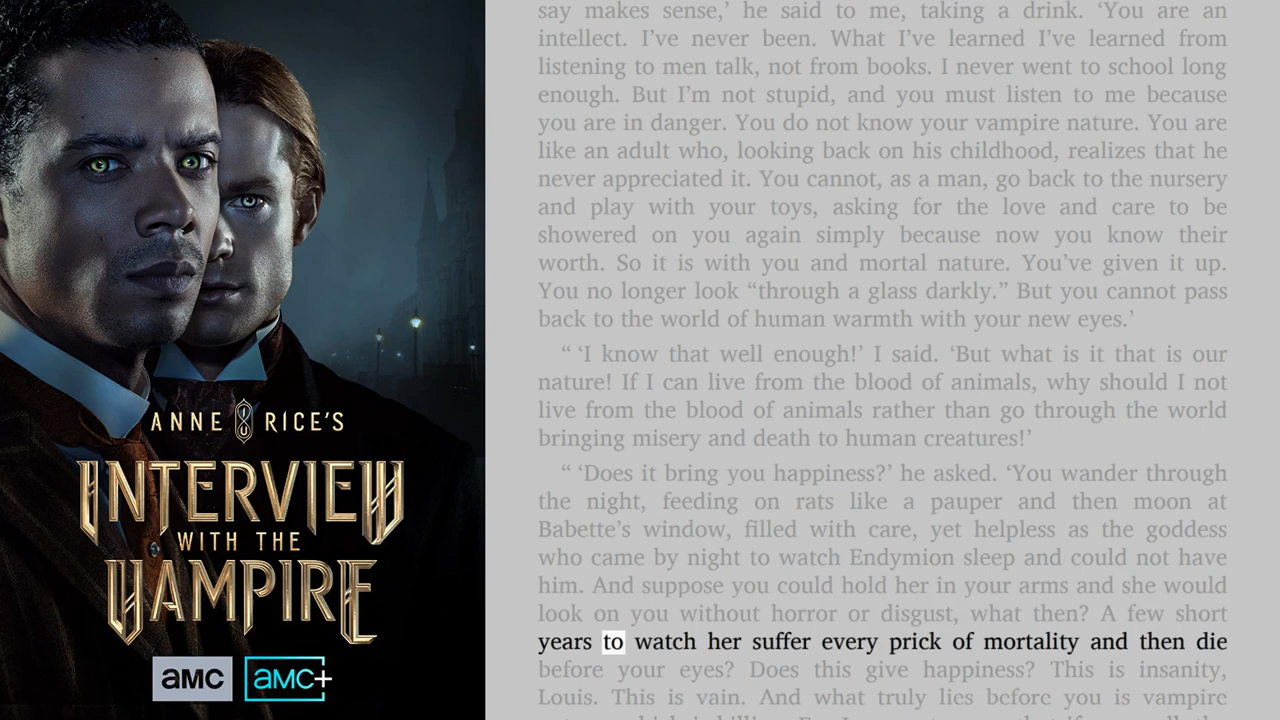 ANNE RICE'S
INTERVIEW
WITH THE
VAMPIRE
amc
amc+
say makes sense,’ he said to me, taking a drink. ‘You are an
intellect. I’ve never been. What I’ve learned I’ve learned from
listening to men talk, not from books. I never went to school long
enough. But I’m not stupid, and you must listen to me because
you are in danger. You do not know your vampire nature. You are
like an adult who, looking back on his childhood, realizes that he
never appreciated it. You cannot, as a man, go back to the nursery
and play with your toys, asking for the love and care to be
showered on you again simply because now you know their
worth. So it is with you and mortal nature. You’ve given it up.
You no longer look “through a glass darkly.” But you cannot pass
back to the world of human warmth with your new eyes.’
“ ‘I know that well enough!’ I said. ‘But what is it that is our
nature! If I can live from the blood of animals, why should I not
live from the blood of animals rather than go through the world
bringing misery and death to human creatures!’
“ ‘Does it bring you happiness?’ he asked. ‘You wander through
the night, feeding on rats like a pauper and then moon at
Babette’s window, filled with care, yet helpless as the goddess
who came by night to watch Endymion sleep and could not have
him. And suppose you could hold her in your arms and she would
look on you without horror or disgust, what then? A few short
years to watch her suffer every prick of mortality and then die
before your eyes? Does this give happiness? This is insanity,
Louis. This is vain. And what truly lies before you is vampire